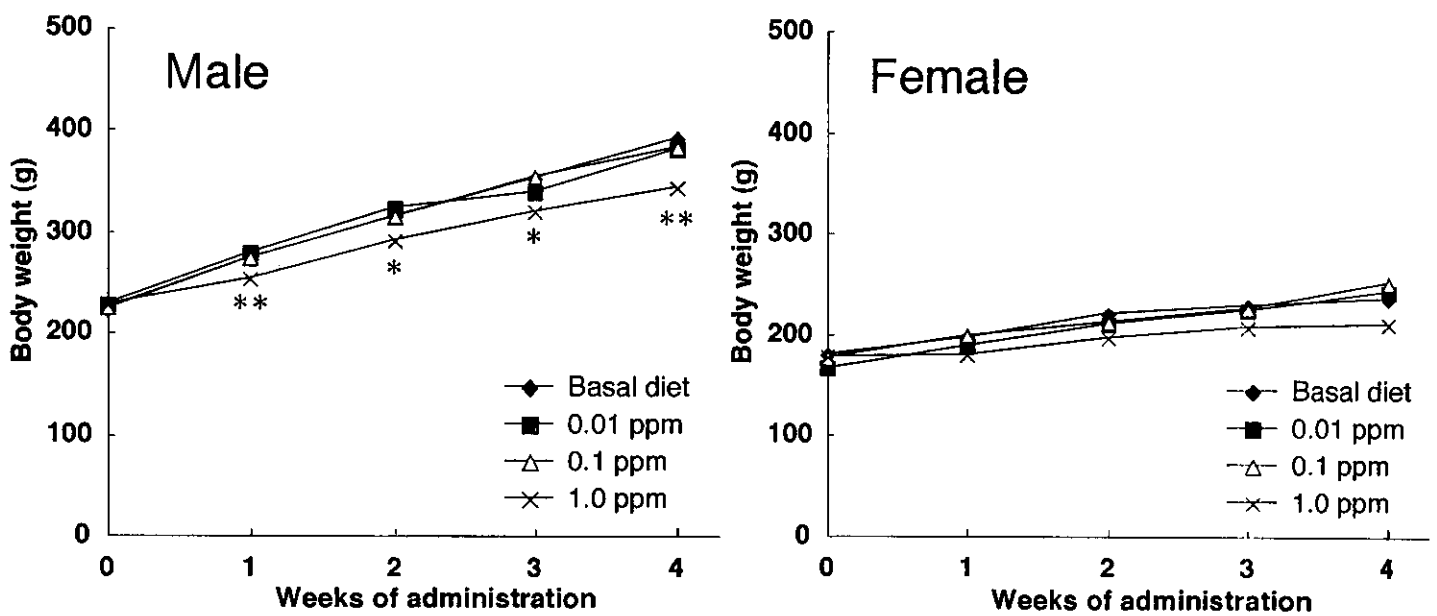 Male
Body weight (g)
500
400
300
200
100
0
**
*
*
**
Basal diet
0.01 ppm
0.1 ppm
1.0 ppm
0 1 2 3 4
Weeks of administration
Female
Body weight (g)
500
400
300
200
100
0
Basal diet
0.01 ppm
0.1 ppm
1.0 ppm
0 1 2 3 4
Weeks of administration